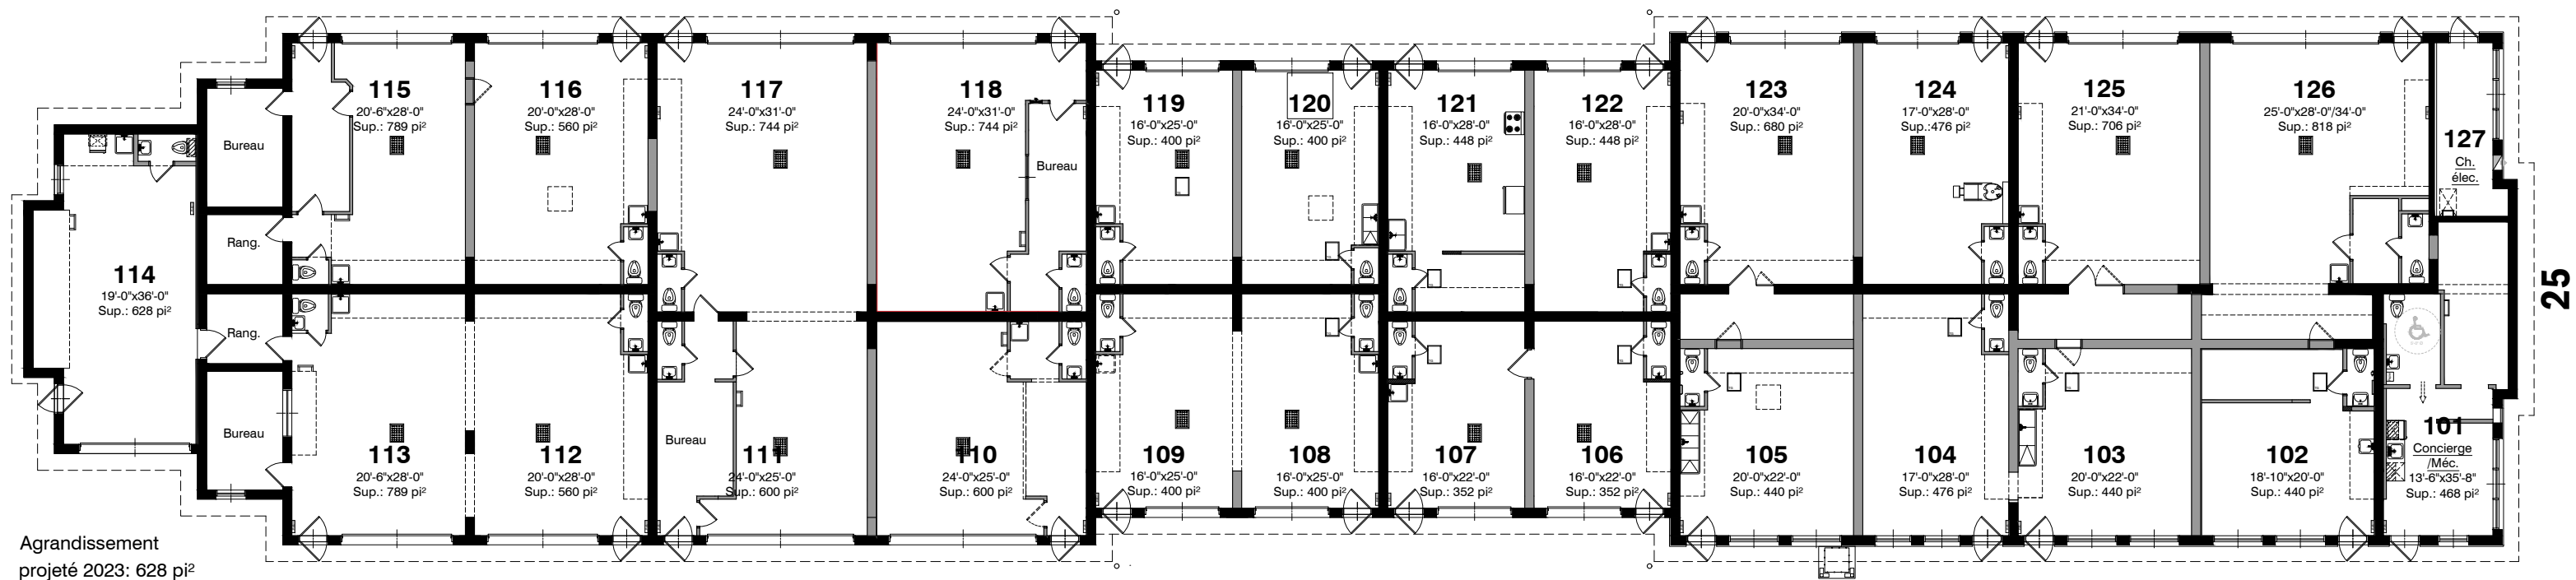 115
20'-6"x28'-0"
Sup.: 789 pi²
116
20'-0"x28'-0"
Sup.: 560 pi²
117
24'-0"x31'-0"
Sup.: 744 pi²
118
24'-0"x31'-0"
Sup.: 744 pi²
119
16'-0"x25'-0"
Sup.: 400 pi²
120
16'-0"x25'-0"
Sup.: 400 pi²
121
16'-0"x28'-0"
Sup.: 448 pi²
122
16'-0"x28'-0"
Sup.: 448 pi²
123
20'-0"x34'-0"
Sup.: 680 pi²
124
17'-0"x28'-0"
Sup.:476 pi²
125
21'-0"x34'-0"
Sup.: 706 pi²
126
25'-0"x28'-0"/34'-0"
Sup.: 818 pi²
127
Ch.
élec.
Bureau
Bureau
Rang.
114
19'-0"x36'-0"
Sup.: 628 pi²
Rang.
25
Bureau
Bureau
113
20'-6"x28'-0"
Sup.: 789 pi²
112
20'-0"x28'-0"
Sup.: 560 pi²
111
24'-0"x25'-0"
Sup.: 600 pi²
110
24'-0"x25'-0"
Sup.: 600 pi²
109
16'-0"x25'-0"
Sup.: 400 pi²
108
16'-0"x25'-0"
Sup.: 400 pi²
107
16'-0"x22'-0"
Sup.: 352 pi²
106
16'-0"x22'-0"
Sup.: 352 pi²
105
20'-0"x22'-0"
Sup.: 440 pi²
104
17'-0"x28'-0"
Sup.: 476 pi²
103
20'-0"x22'-0"
Sup.: 440 pi²
102
18'-10"x20'-0"
Sup.: 440 pi²
101
Concierge
/Méc.
13'-6"x35'-8"
Sup.: 468 pi²
Agrandissement
projeté 2023: 628 pi²